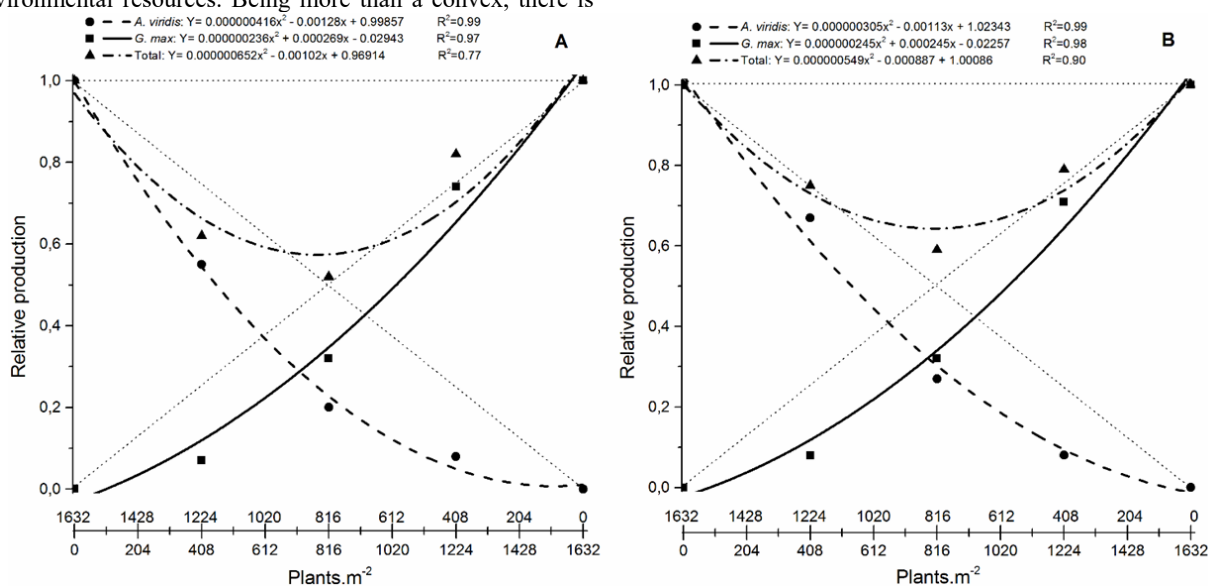 vironmental resources. Being more than a convex, there is
A. viridis: Y= 0.000000416x² - 0.00128x + 0.99857 R²=0.99
G. max: Y= 0.000000236x² + 0.000269x - 0.02943 R²=0.97
Total: Y= 0.000000652x² - 0.00102x + 0.96914 R²=0.77
A
1,0
0,8
0,6
0,4
0,2
0,0
Relative production
1632 1428 1224 1020 816 612 408 204 0
0 204 408 612 816 1020 1224 1428 1632
Plants.m⁻²
A. viridis: Y= 0.000000305x² - 0.00113x + 1.02343 R²=0.99
G. max: Y= 0.000000245x² + 0.000245x - 0.02257 R²=0.98
Total: Y= 0.000000549x² - 0.000887 + 1.00086 R²=0.90
B
1,0
0,8
0,6
0,4
0,2
0,0
Relative production
1632 1428 1224 1020 816 612 408 204 0
0 204 408 612 816 1020 1224 1428 1632
Plants.m⁻²